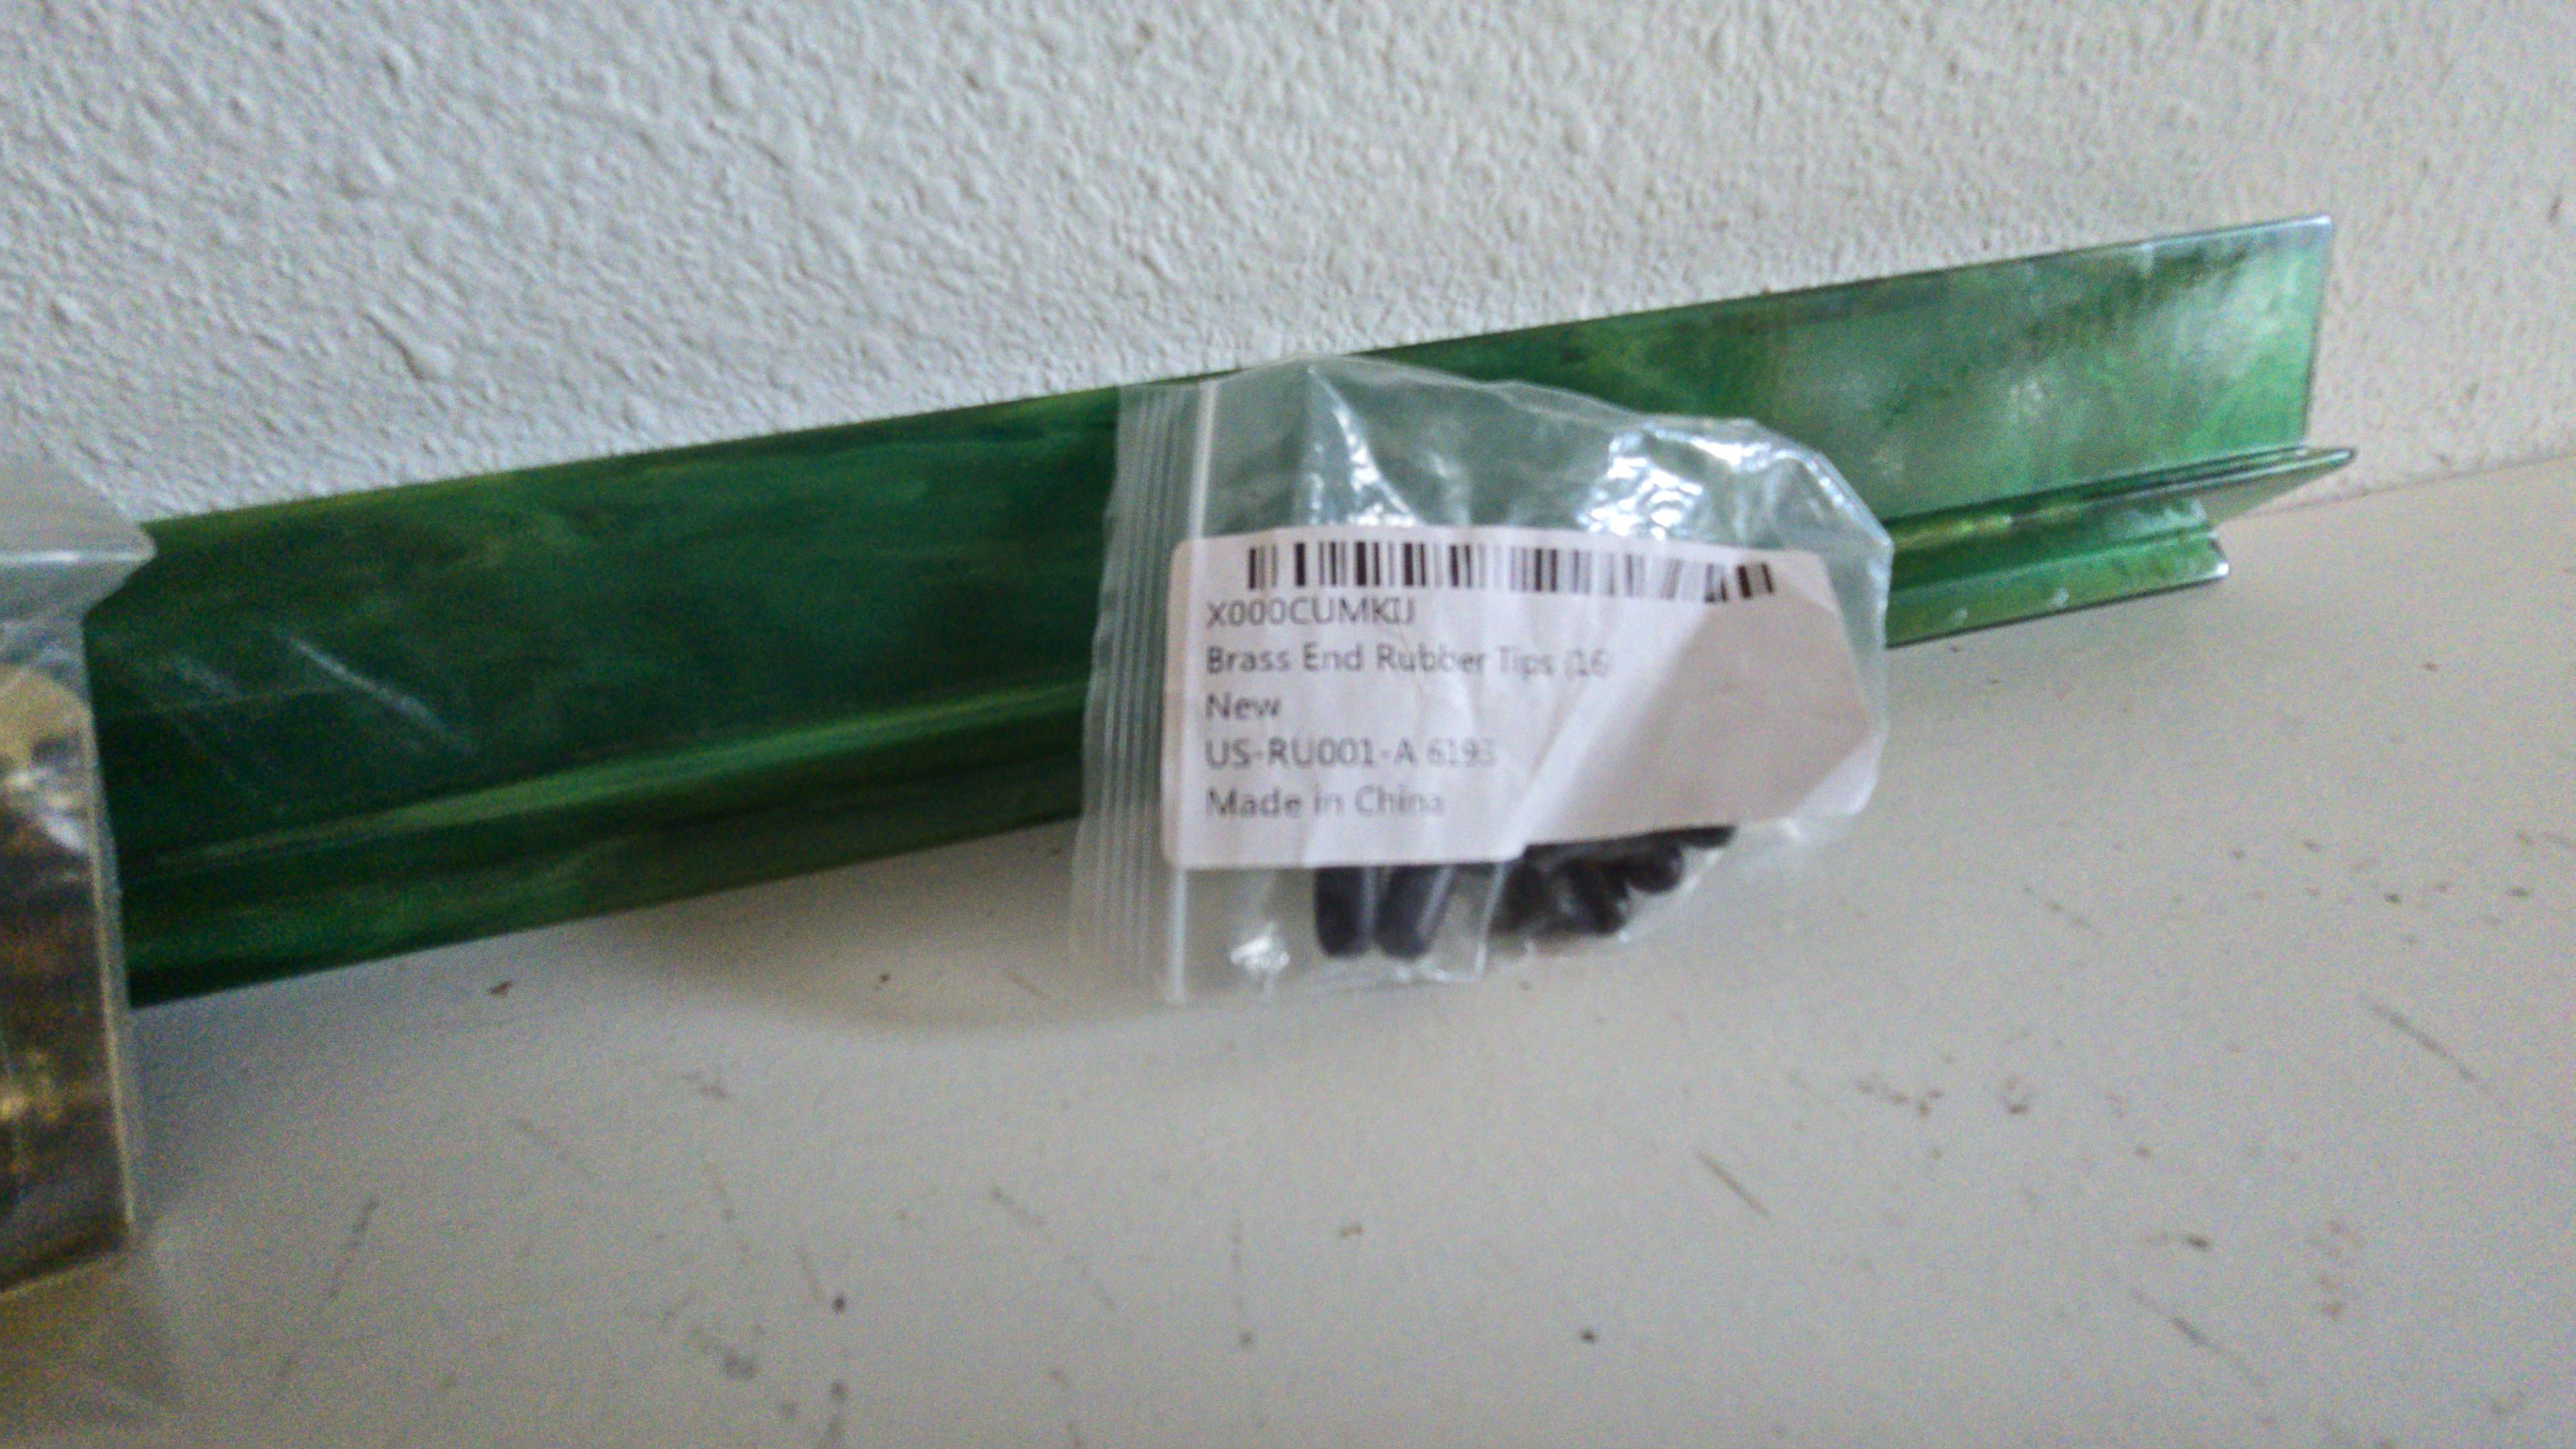 X000CUMKIJ
Brass End Rubber Tips (16
New
US-RU001-A 6193
Made in China